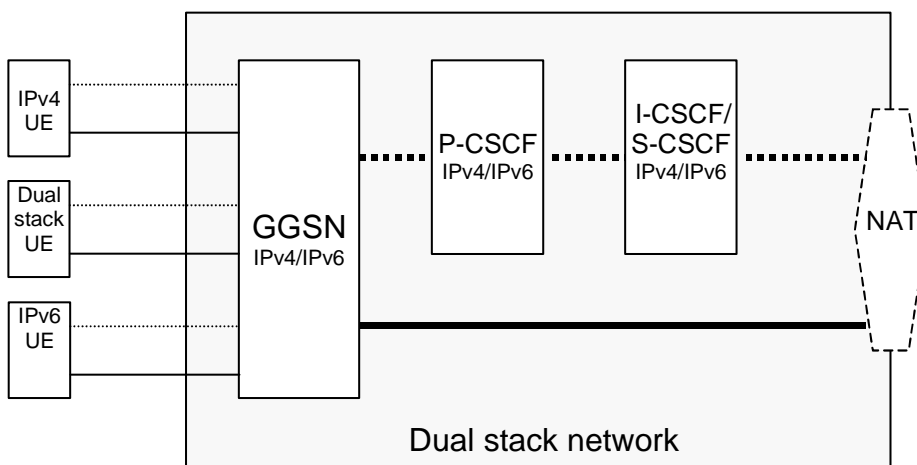 IPv4
UE
Dual
stack
UE
IPv6
UE
GGSN
IPv4/IPv6
P-CSCF
IPv4/IPv6
I-CSCF/
S-CSCF
IPv4/IPv6
NAT
Dual stack network